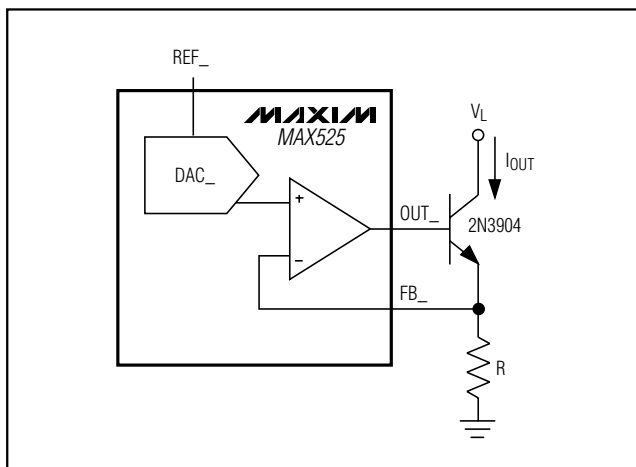 REF_
MAXIM
MAX525
DAC_
+
−
OUT_
FB_
VL
IOUT
2N3904
R